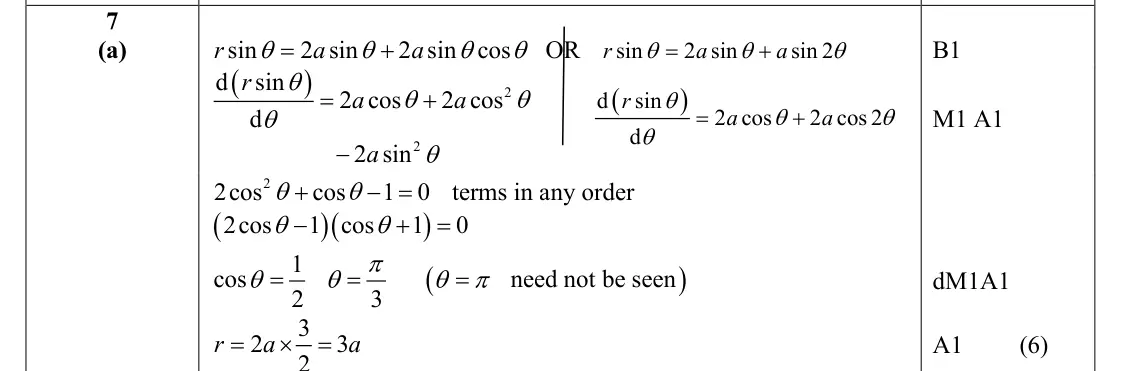 7
(a)
r sin θ = 2a sin θ + 2a sin θ cos θ OR r sin θ = 2a sin θ + a sin 2θ B1
d(r sin θ)/dθ = 2a cos θ + 2a cos² θ − 2a sin² θ
d(r sin θ)/dθ = 2a cos θ + 2a cos 2θ M1 A1
2cos² θ + cos θ − 1 = 0 terms in any order
(2cos θ − 1)(cos θ + 1) = 0
cos θ = 1/2 θ = π/3 (θ = π need not be seen) dM1A1
r = 2a × 3/2 = 3a A1 (6)